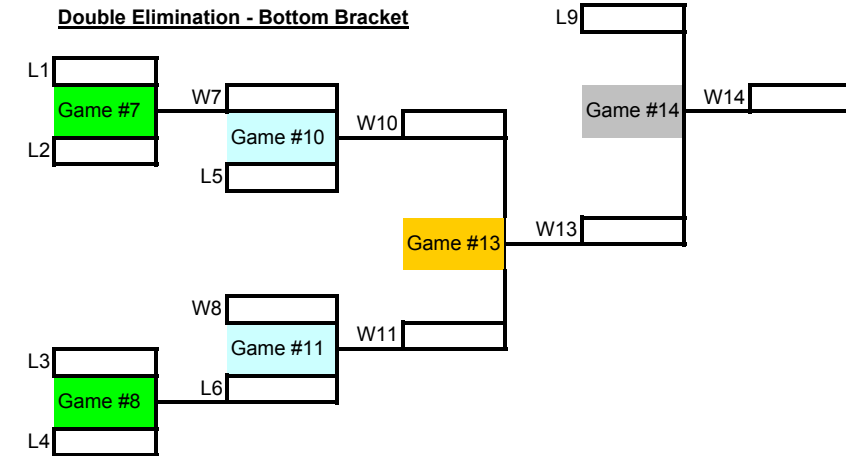 Double Elimination - Bottom Bracket
L9
L1
Game #7
W7
Game #14
W14
Game #10
W10
L2
L5
W13
Game #13
W8
W11
Game #11
L3
L6
Game #8
L4